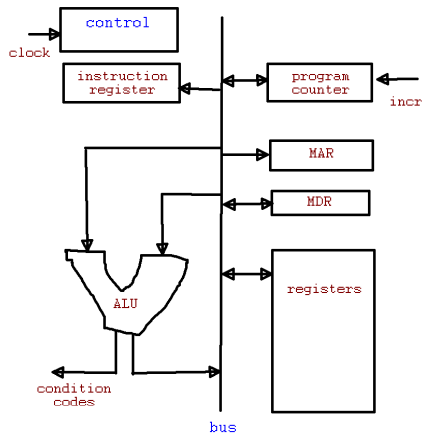 control
clock
instruction
register
program
counter
incr
MAR
MDR
ALU
registers
condition
codes
bus